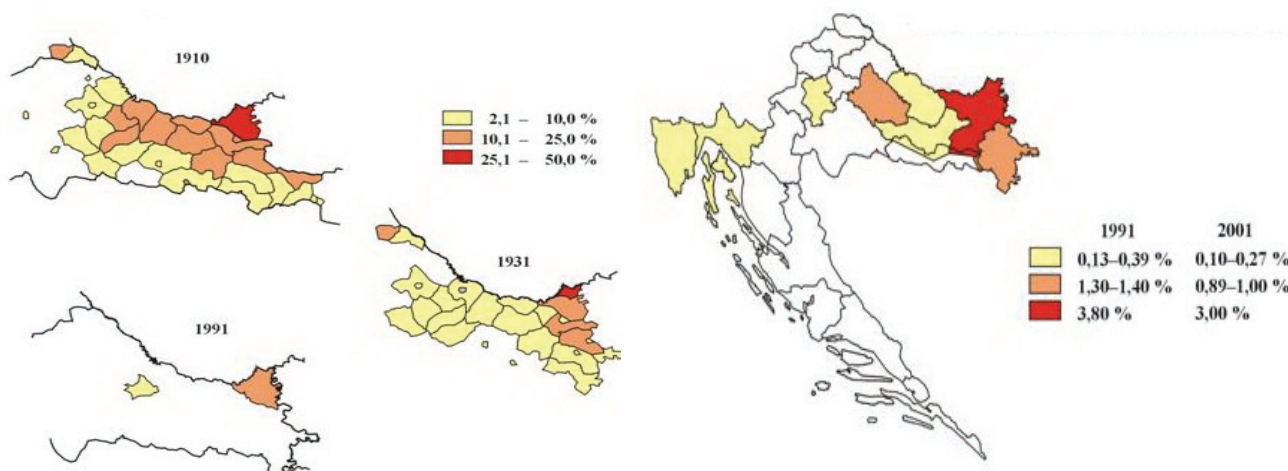 1910
2,1 – 10,0 %
10,1 – 25,0 %
25,1 – 50,0 %
1931
1991
1991 2001
0,13–0,39 % 0,10–0,27 %
1,30–1,40 % 0,89–1,00 %
3,80 % 3,00 %